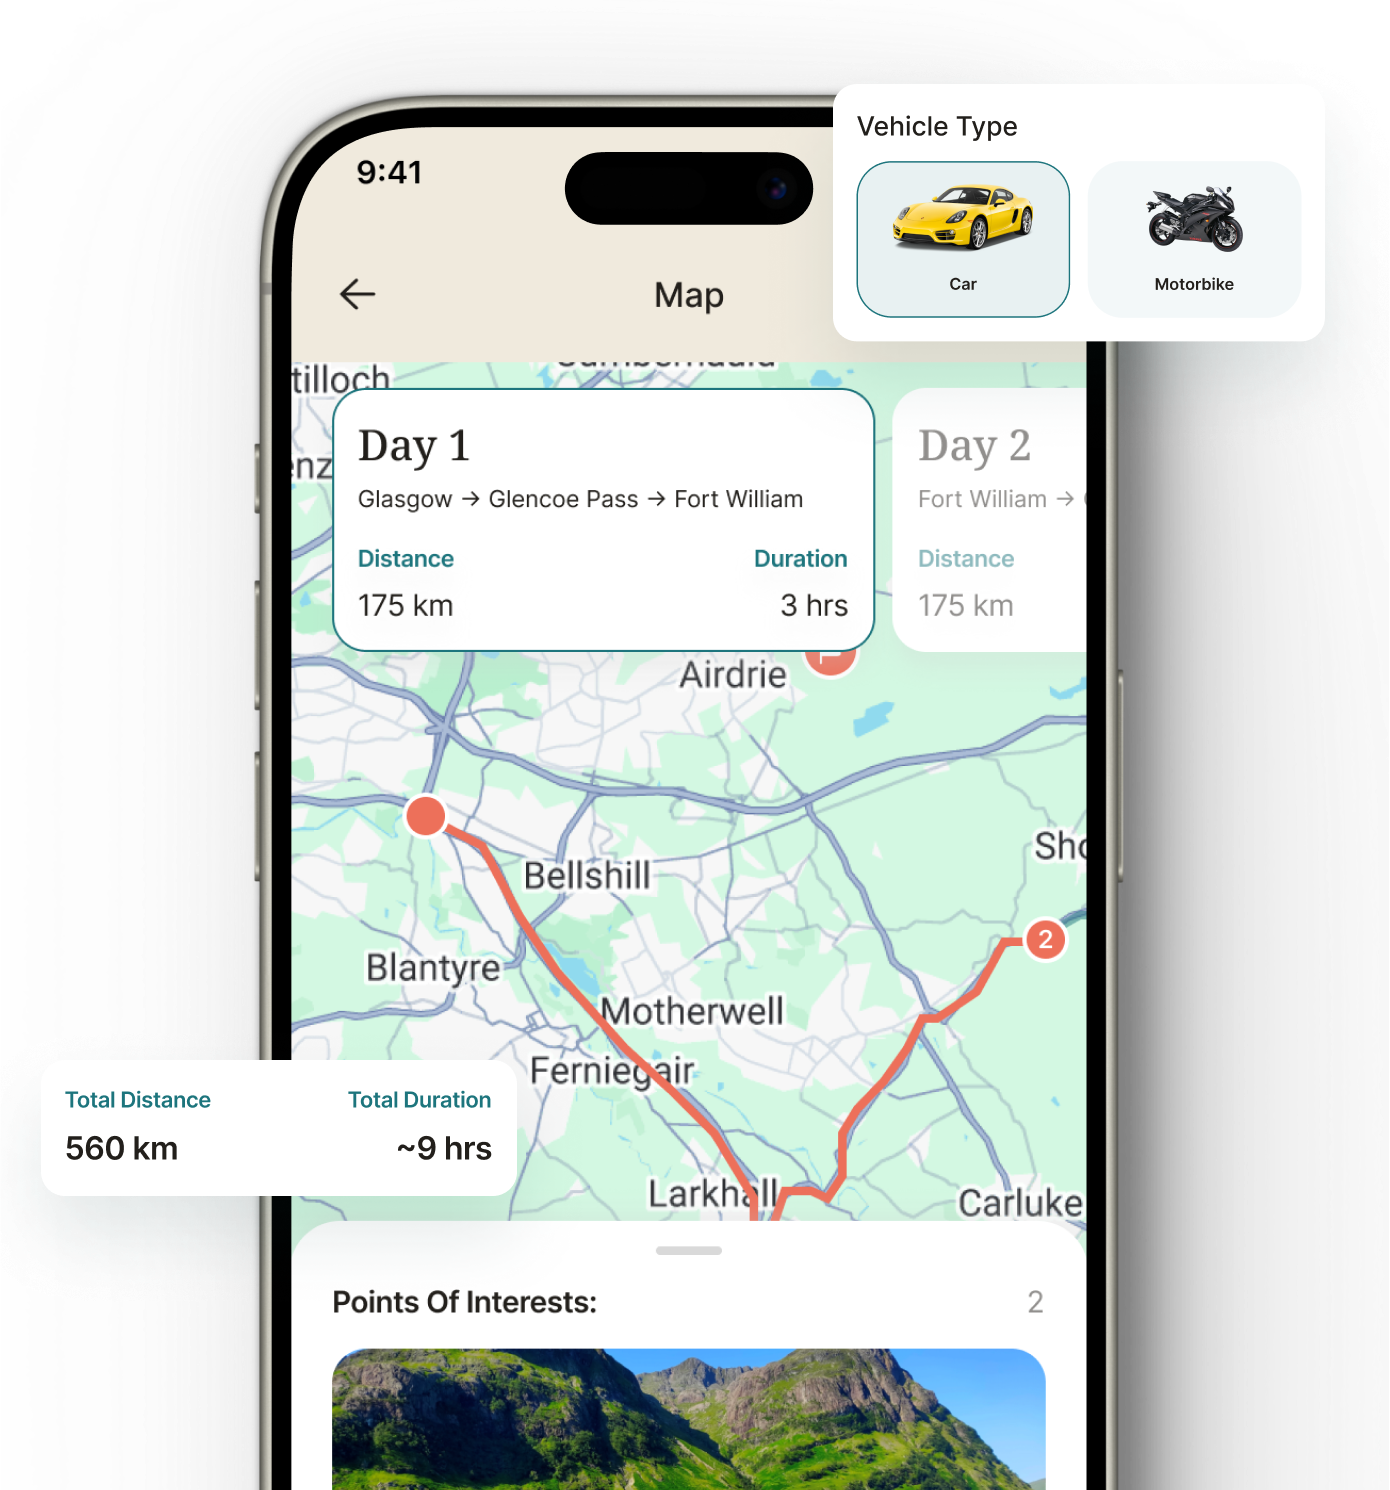 9:41
Map
Vehicle Type
Car
Motorbike
tilloch
enz
Day 1
Glasgow → Glencoe Pass → Fort William
Distance
Duration
175 km
3 hrs
Day 2
Fort William →
Distance
175 km
Airdrie
Bellshill
Sho
2
Blantyre
Motherwell
Ferniegair
Total Distance
Total Duration
560 km
~9 hrs
Larkhall
Carluke
Points Of Interests:
2